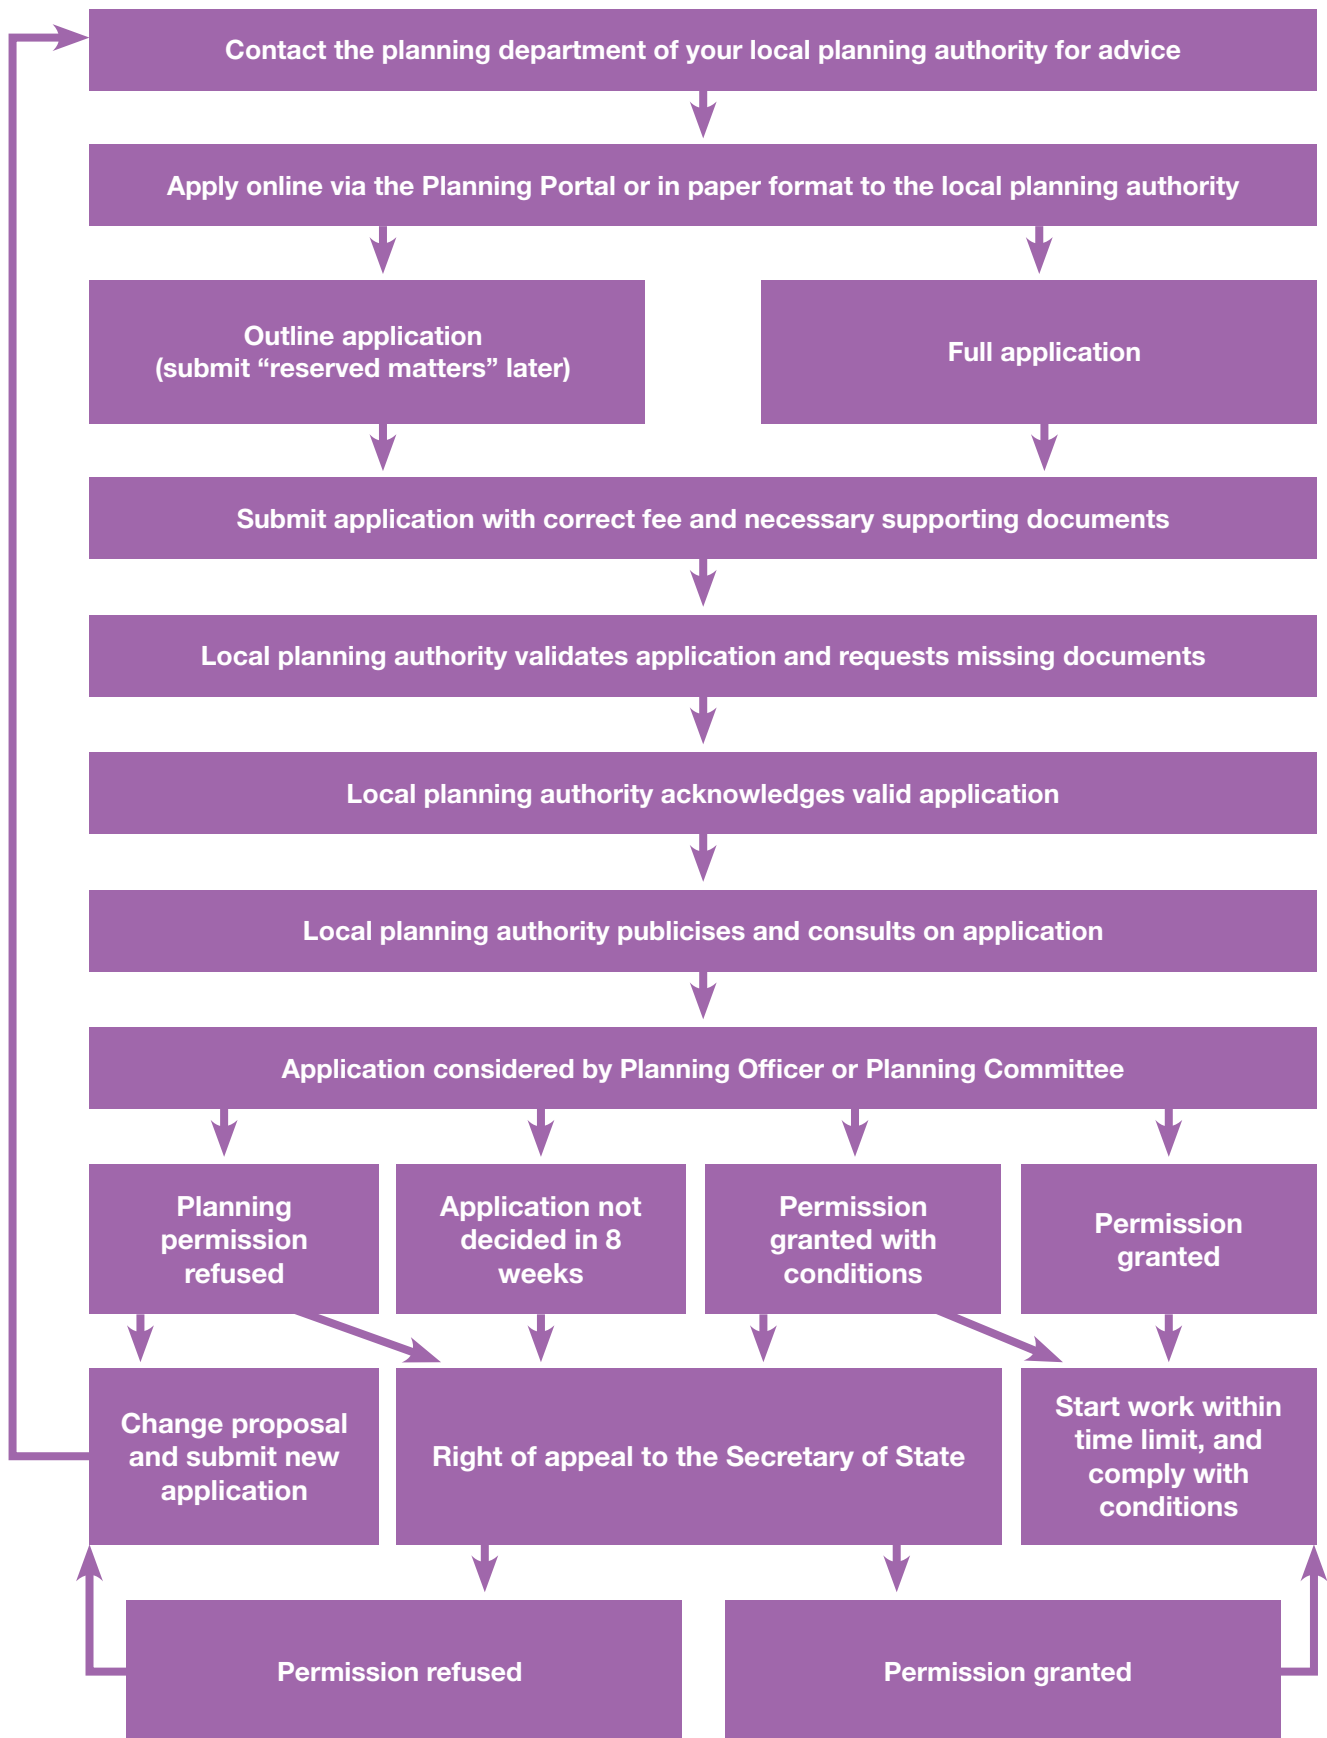 Contact the planning department of your local planning authority for advice
Apply online via the Planning Portal or in paper format to the local planning authority
Outline application
(submit “reserved matters” later)
Full application
Submit application with correct fee and necessary supporting documents
Local planning authority validates application and requests missing documents
Local planning authority acknowledges valid application
Local planning authority publicises and consults on application
Application considered by Planning Officer or Planning Committee
Planning
permission
refused
Application not
decided in 8
weeks
Permission
granted with
conditions
Permission
granted
Change proposal
and submit new
application
Right of appeal to the Secretary of State
Start work within
time limit, and
comply with
conditions
Permission refused
Permission granted